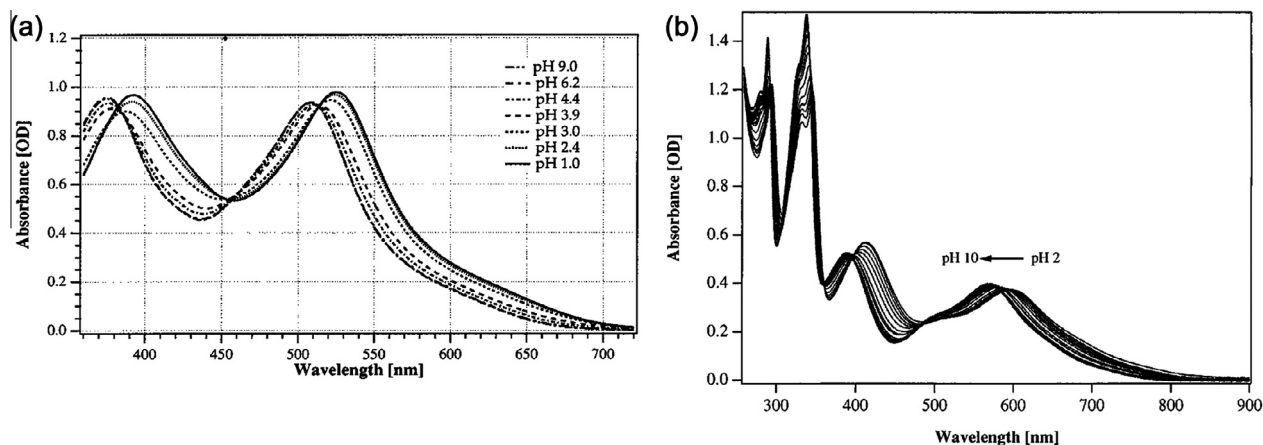 (a)
1.2
1.0
0.8
0.6
0.4
0.2
0.0
Absorbance [OD]
pH 9.0
pH 6.2
pH 4.4
pH 3.9
pH 3.0
pH 2.4
pH 1.0
400 450 500 550 600 650 700
Wavelength [nm]
(b)
1.4
1.2
1.0
0.8
0.6
0.4
0.2
0.0
Absorbance [OD]
pH 10 pH 2
300 400 500 600 700 800 900
Wavelength [nm]